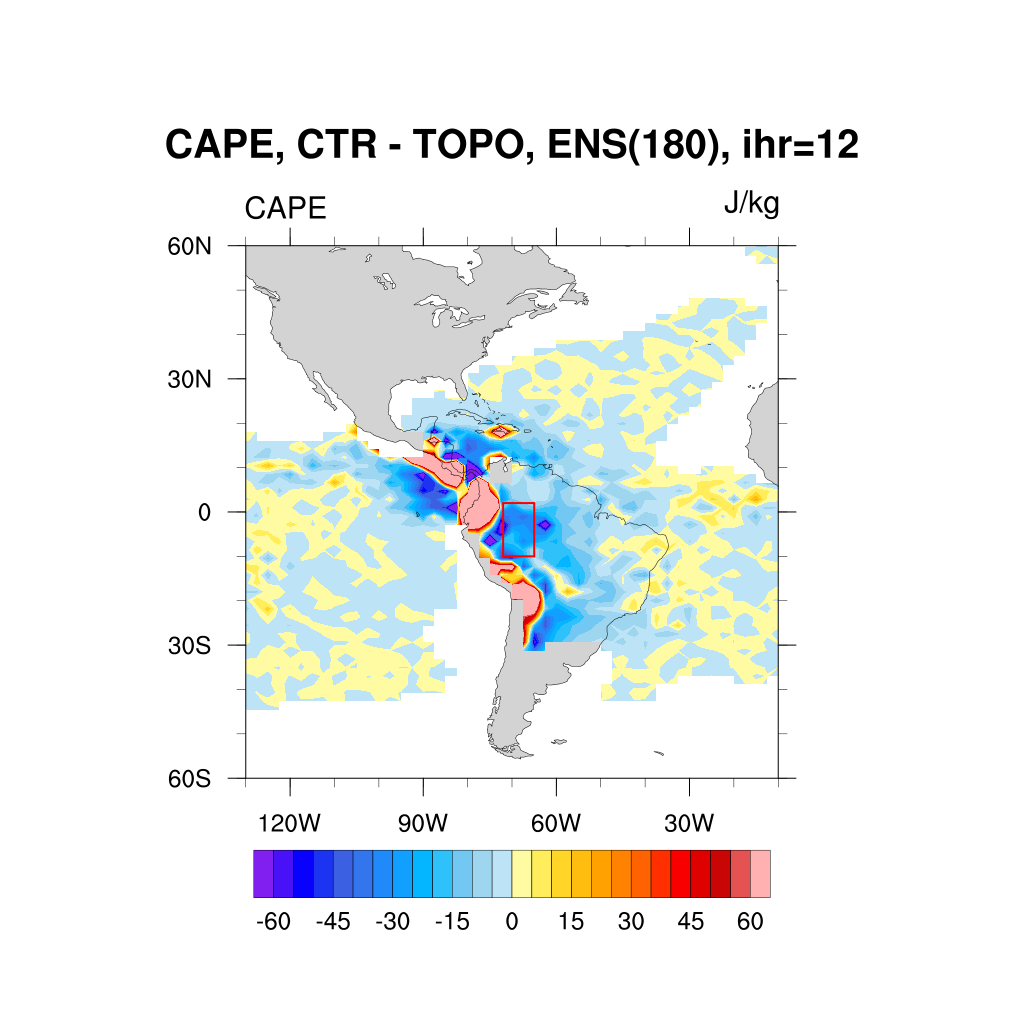 CAPE, CTR - TOPO, ENS(180), ihr=12
CAPE J/kg
60N
30N
0
30S
60S
120W 90W 60W 30W
-60 -45 -30 -15 0 15 30 45 60